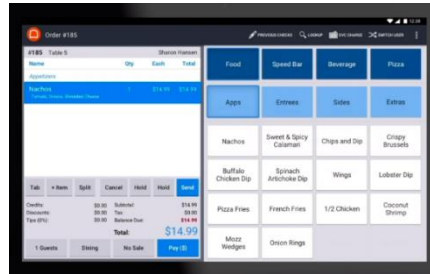 12:34
Order #185
PREVIOUS CHECKS
LOOKUP
SVC CHARGE
SWITCH USER
#185 Table 5 Sharon Hansen
Name Qty Each Total
Appetizers
Nachos 1 $14.99 $14.99
Tomato, Onions,
Tab + Item Split Cancel Hold Hold Send
Credits: $0.00 Subtotal: $14.99
Discounts: $0.00 Tax: $0.00
Tips (0%): $0.00 Balance Due: $14.99
Total: $14.99
1 Guests Dining No Sale Pay ($)
Food Speed Bar Beverage Pizza
Apps Entrees Sides Extras
Nachos
Sweet & Spicy
Calamari
Chips and Dip
Crispy
Brussels
Buffalo
Chicken Dip
Spinach
Artichoke Dip
Wings
Lobster Dip
Pizza Fries
French Fries
1/2 Chicken
Coconut
Shrimp
Mozz
Wedges
Onion Rings